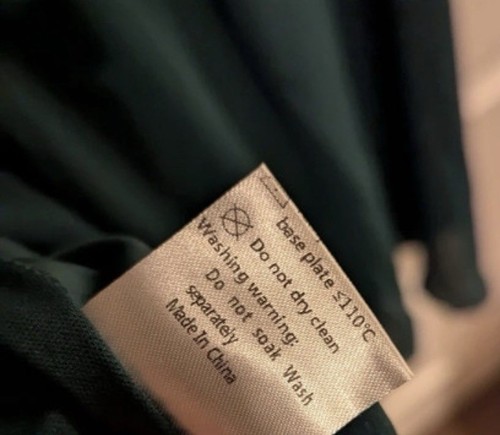 base plate ≤110℃
Do not dry clean
Washing warning:
Do not soak Wash
separately
Made In China